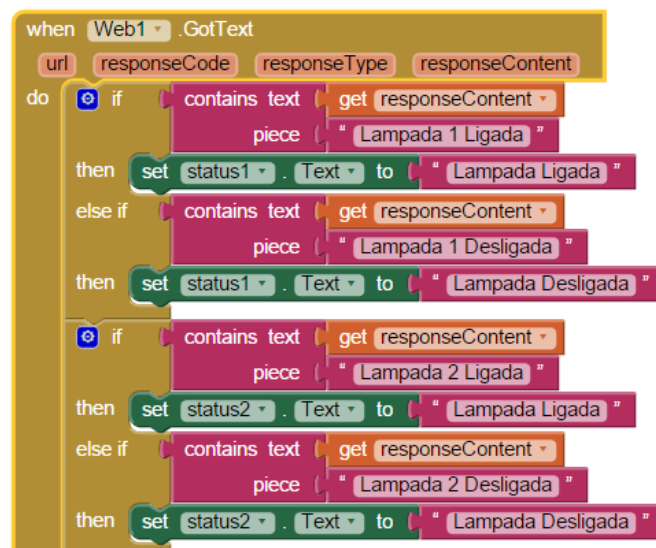 when Web1 .GotText
url responseCode responseType responseContent
do if contains text get responseContent
piece " Lampada 1 Ligada "
then set status1 . Text to " Lampada Ligada "
else if contains text get responseContent
piece " Lampada 1 Desligada "
then set status1 . Text to " Lampada Desligada "
if contains text get responseContent
piece " Lampada 2 Ligada "
then set status2 . Text to " Lampada Ligada "
else if contains text get responseContent
piece " Lampada 2 Desligada "
then set status2 . Text to " Lampada Desligada "